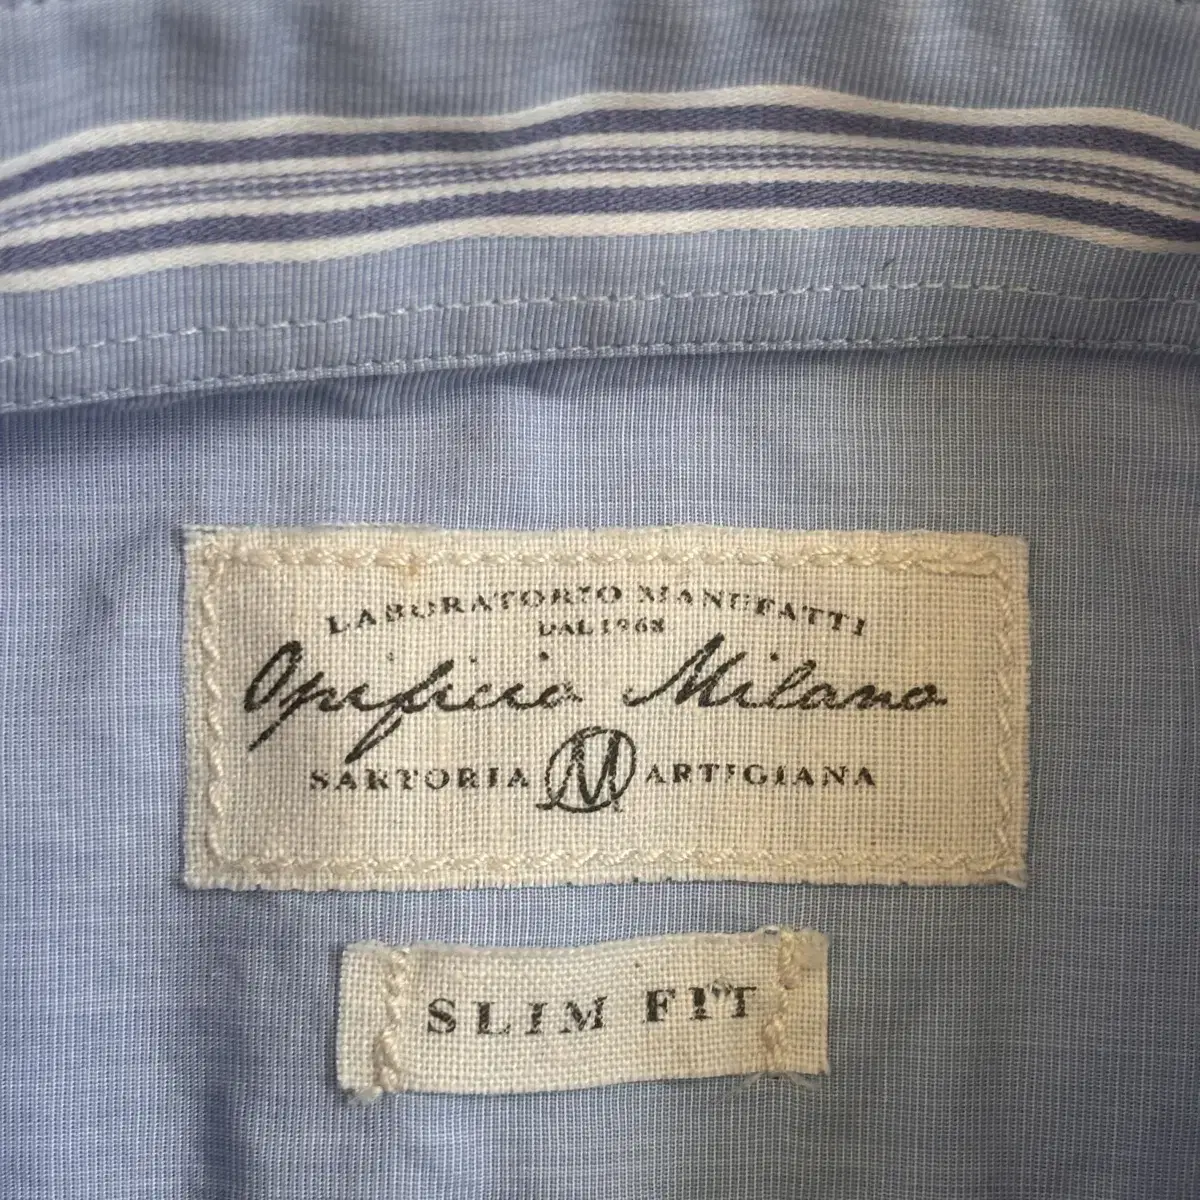 LABORATORIO MANUFATTI
DAL 1968
Opificio Milano
SARTORIA M ARTIGIANA
SLIM FIT